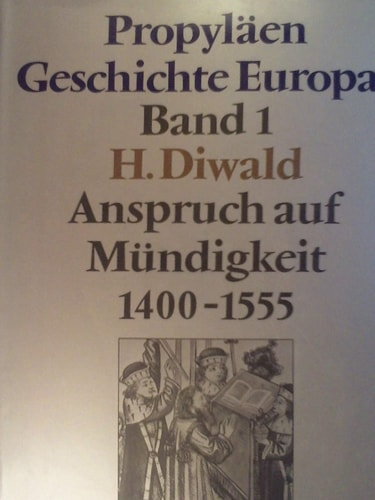 Propyläen
Geschichte Europa
Band 1
H. Diwald
Anspruch auf
Mündigkeit
1400-1555